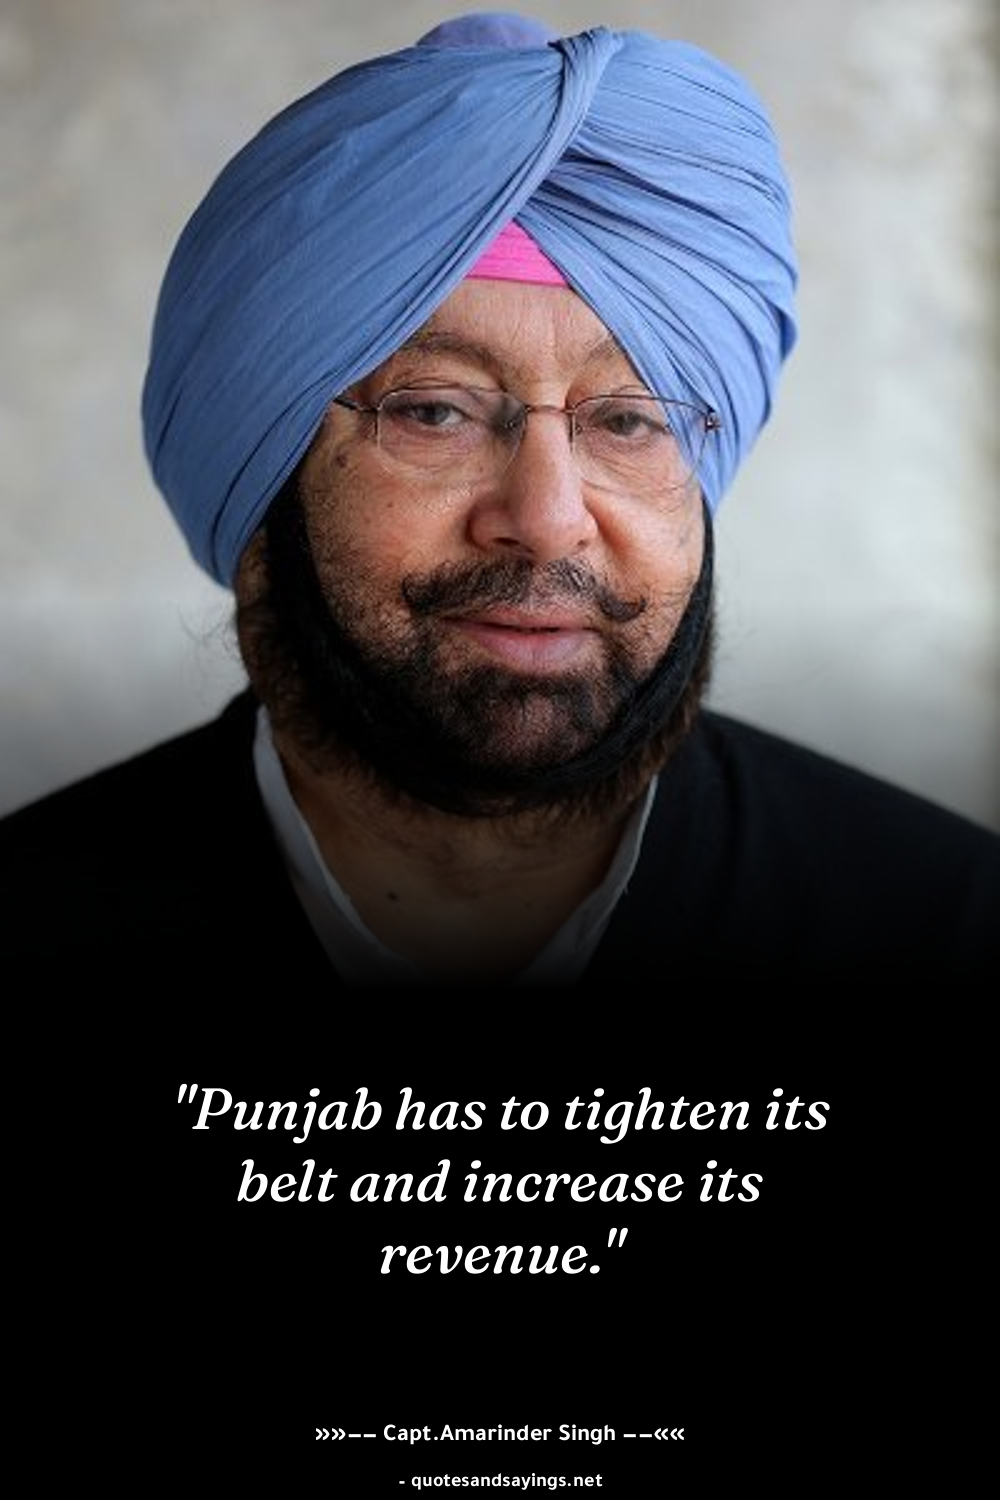 "Punjab has to tighten its
belt and increase its
revenue."
»»–– Capt.Amarinder Singh ––««
- quotesandsayings.net